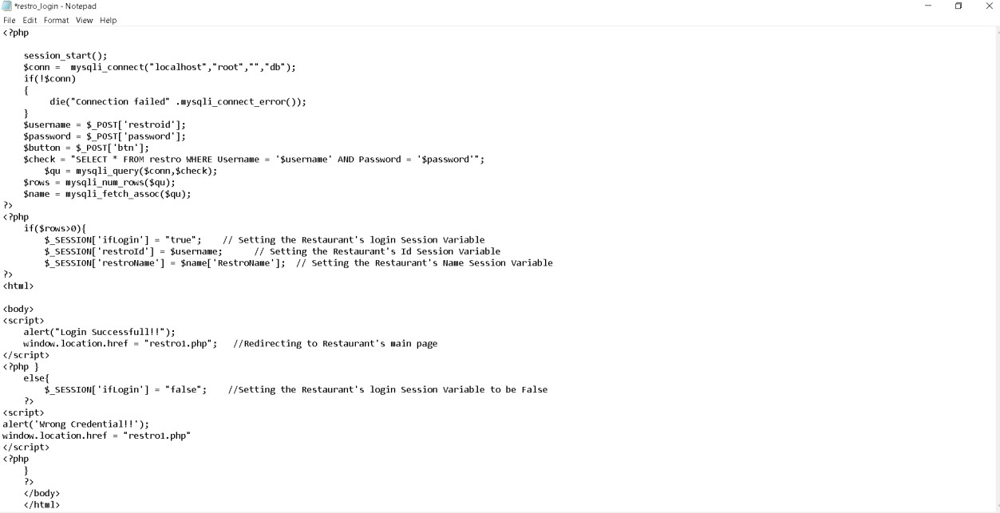 *restro_login - Notepad
File Edit Format View Help
<?php
session_start();
$conn =  mysqli_connect("localhost","root","","db");
if(!$conn)
{
die("Connection failed" .mysqli_connect_error());
}
$username = $_POST['restroid'];
$password = $_POST['password'];
$button = $_POST['btn'];
$check = "SELECT * FROM restro WHERE Username = '$username' AND Password = '$password'";
$qu = mysqli_query($conn,$check);
$rows = mysqli_num_rows($qu);
$name = mysqli_fetch_assoc($qu);
?>
<?php
if($rows>0){
$_SESSION['ifLogin'] = "true";    // Setting the Restaurant's login Session Variable
$_SESSION['restroId'] = $username;      // Setting the Restaurant's Id Session Variable
$_SESSION['restroName'] = $name['RestroName'];  // Setting the Restaurant's Name Session Variable
?>
<html>
<body>
<script>
alert("Login Successfull!!");
window.location.href = "restro1.php";   //Redirecting to Restaurant's main page
</script>
<?php }
else{
$_SESSION['ifLogin'] = "false";    //Setting the Restaurant's login Session Variable to be False
?>
<script>
alert('Wrong Credential!!');
window.location.href = "restro1.php"
</script>
<?php
}
?>
</body>
</html>